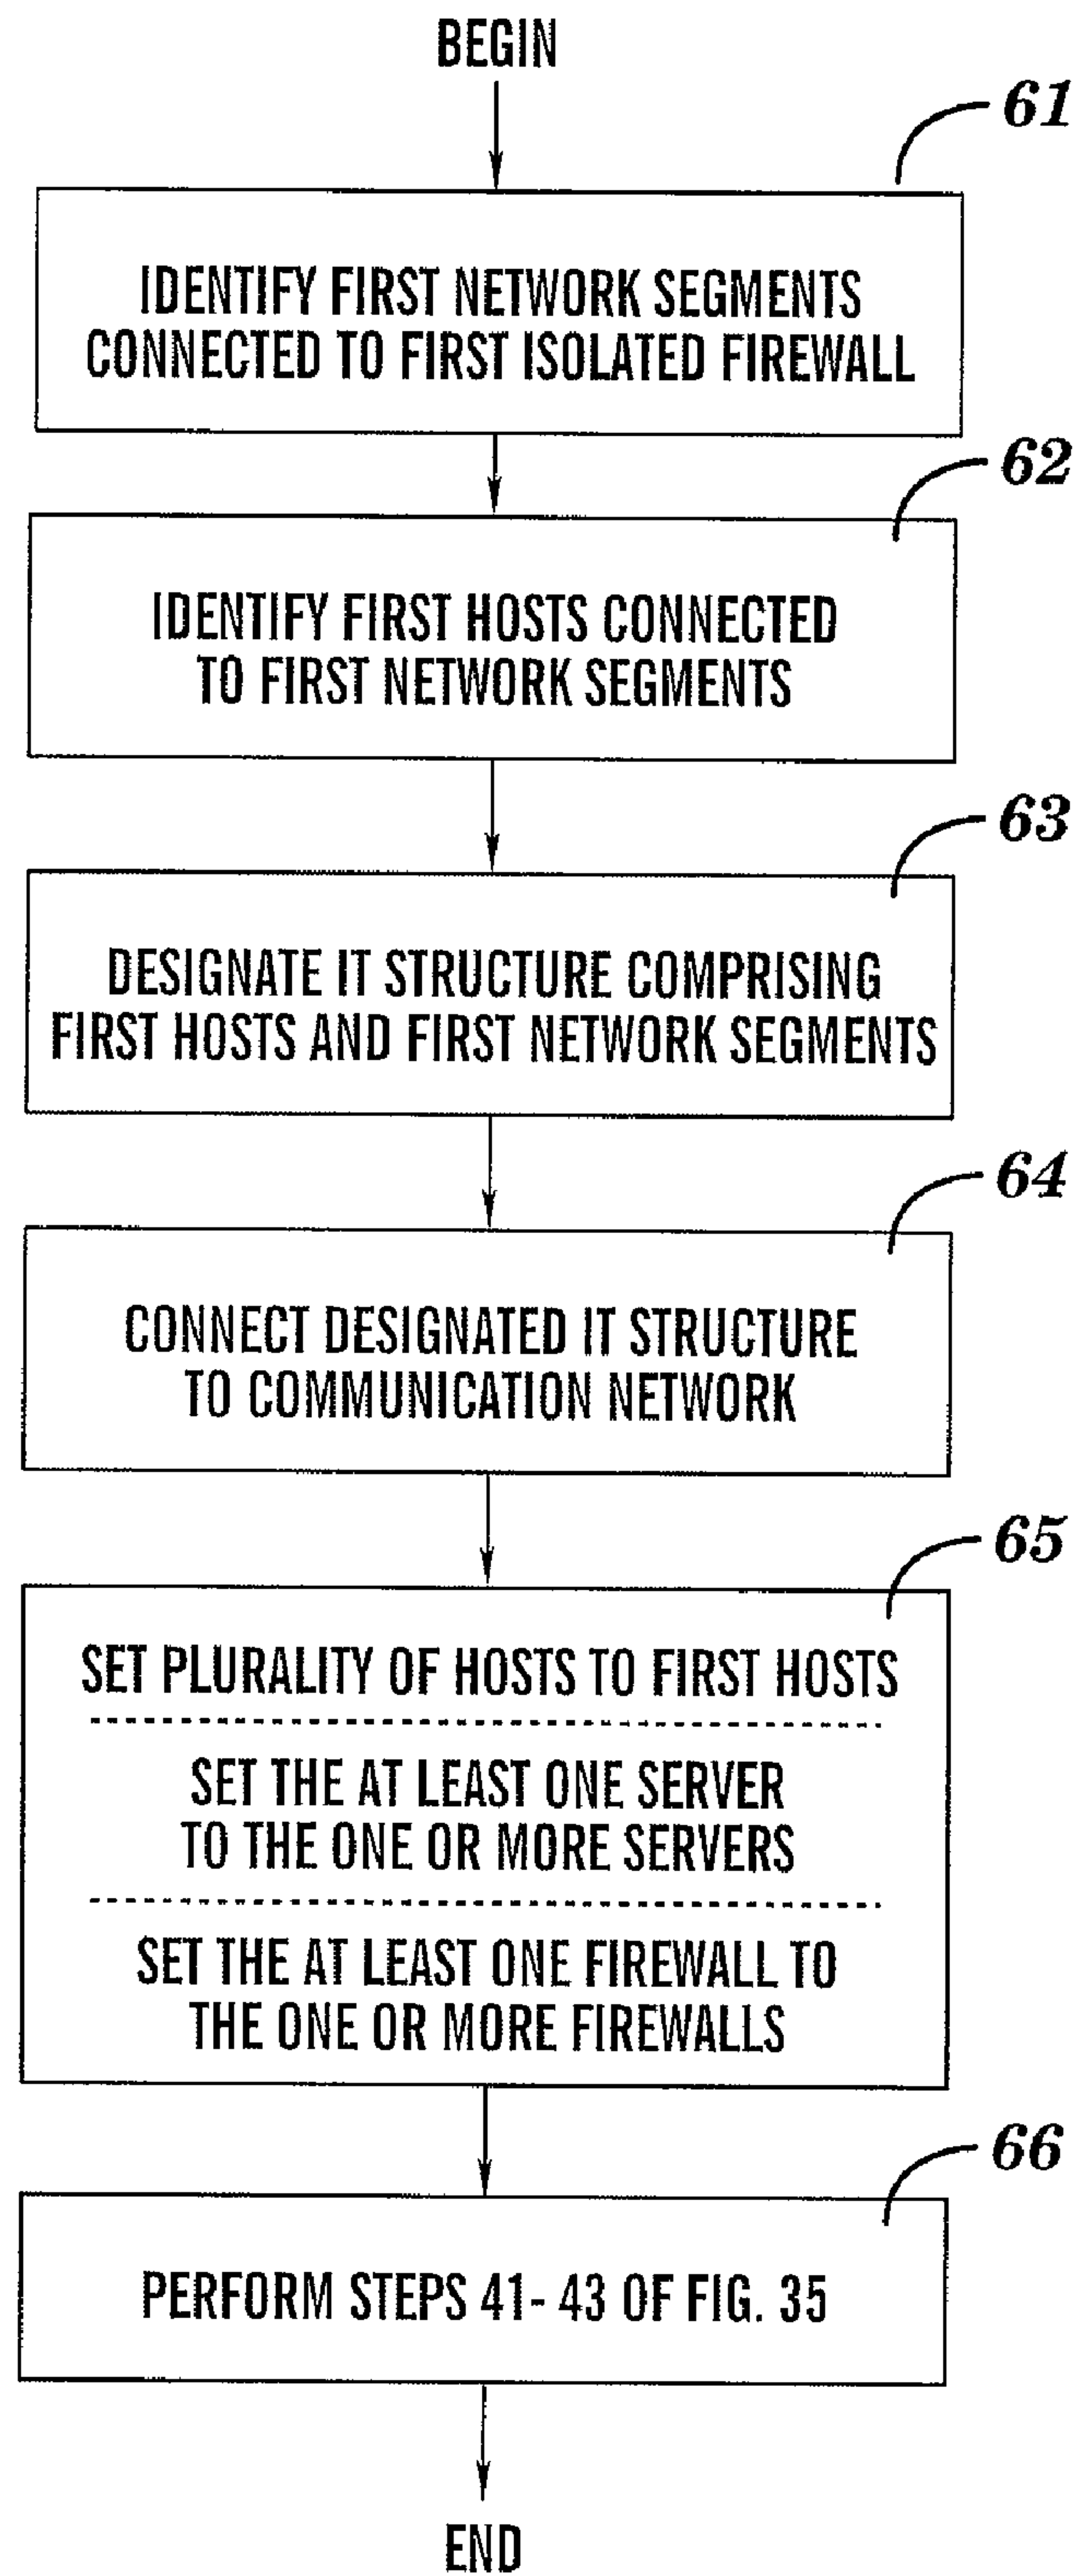 BEGIN
61
IDENTIFY FIRST NETWORK SEGMENTS
CONNECTED TO FIRST ISOLATED FIREWALL
62
IDENTIFY FIRST HOSTS CONNECTED
TO FIRST NETWORK SEGMENTS
63
DESIGNATE IT STRUCTURE COMPRISING
FIRST HOSTS AND FIRST NETWORK SEGMENTS
64
CONNECT DESIGNATED IT STRUCTURE
TO COMMUNICATION NETWORK
65
SET PLURALITY OF HOSTS TO FIRST HOSTS
SET THE AT LEAST ONE SERVER
TO THE ONE OR MORE SERVERS
SET THE AT LEAST ONE FIREWALL TO
THE ONE OR MORE FIREWALLS
66
PERFORM STEPS 41- 43 OF FIG. 35
END